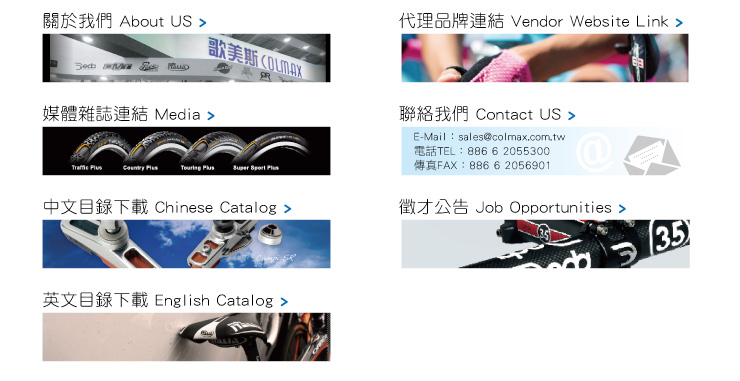 關於我們 About US >
歌美斯 COLMAX
代理品牌連結 Vendor Website Link >
媒體雜誌連結 Media >
Traffic Plus Country Plus Touring Plus Super Sport Plus
聯絡我們 Contact US >
E-Mail：sales@colmax.com.tw
電話TEL：886 6 2055300
傳真FAX：886 6 2056901
@
中文目錄下載 Chinese Catalog >
徵才公告 Job Opportunities >
35
35
英文目錄下載 English Catalog >